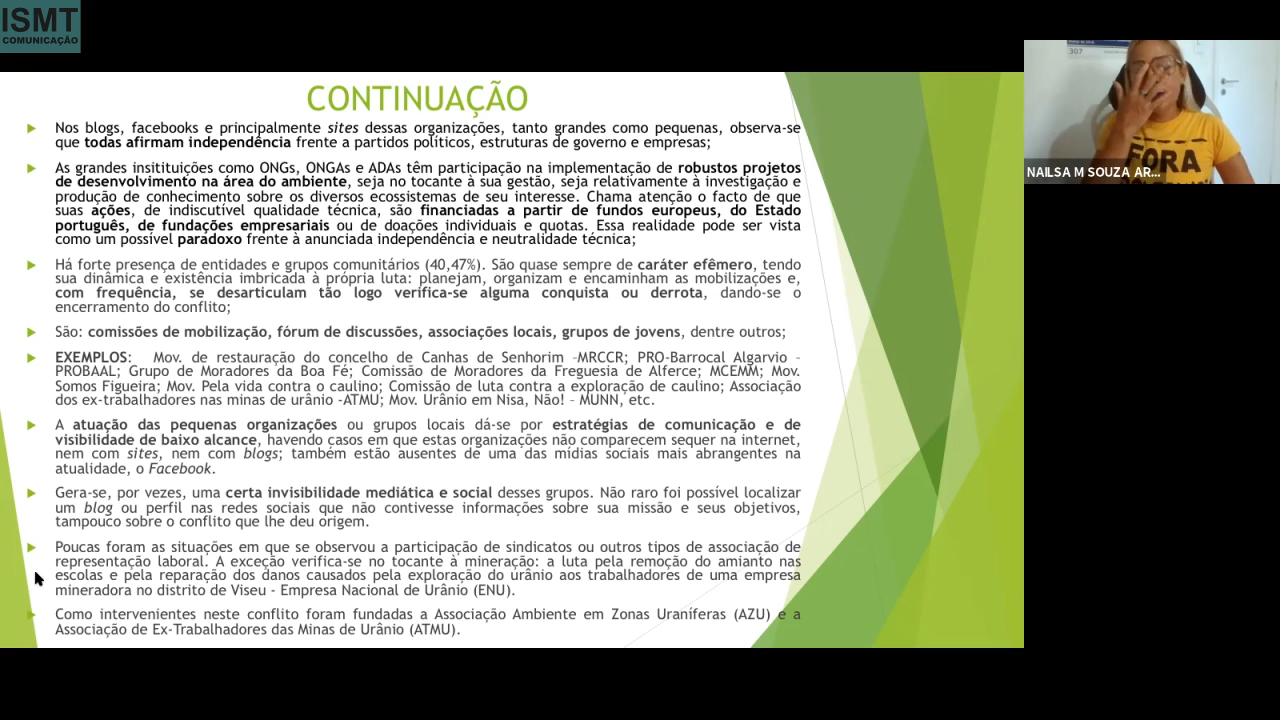 ISMT
COMUNICAÇÃO
CONTINUAÇÃO
Nos blogs, facebooks e principalmente sites dessas organizações, tanto grandes como pequenas, observa-se
que todas afirmam independência frente a partidos políticos, estruturas de governo e empresas;
As grandes insitituições como ONGs, ONGAs e ADAs têm participação na implementação de robustos projetos
de desenvolvimento na área do ambiente, seja no tocante à sua gestão, seja relativamente à investigação e
produção de conhecimento sobre os diversos ecossistemas de seu interesse. Chama atenção o facto de que
suas ações, de indiscutível qualidade técnica, são financiadas a partir de fundos europeus, do Estado
português, de fundações empresariais ou de doações individuais e quotas. Essa realidade pode ser vista
como um possível paradoxo frente à anunciada independência e neutralidade técnica;
Há forte presença de entidades e grupos comunitários (40,47%). São quase sempre de caráter efêmero, tendo
sua dinâmica e existência imbricada à própria luta: planejam, organizam e encaminham as mobilizações e,
com frequência, se desarticulam tão logo verifica-se alguma conquista ou derrota, dando-se o
encerramento do conflito;
São: comissões de mobilização, fórum de discussões, associações locais, grupos de jovens, dentre outros;
EXEMPLOS: Mov. de restauração do concelho de Canhas de Senhorim –MRCCR; PRO-Barrocal Algarvio –
PROBAAL; Grupo de Moradores da Boa Fé; Comissão de Moradores da Freguesia de Alferce; MCEMM; Mov.
Somos Figueira; Mov. Pela vida contra o caulino; Comissão de luta contra a exploração de caulino; Associação
dos ex-trabalhadores nas minas de urânio -ATMU; Mov. Urânio em Nisa, Não! – MUNN, etc.
A atuação das pequenas organizações ou grupos locais dá-se por estratégias de comunicação e de
visibilidade de baixo alcance, havendo casos em que estas organizações não comparecem sequer na internet,
nem com sites, nem com blogs; também estão ausentes de uma das mídias sociais mais abrangentes na
atualidade, o Facebook.
Gera-se, por vezes, uma certa invisibilidade mediática e social desses grupos. Não raro foi possível localizar
um blog ou perfil nas redes sociais que não contivesse informações sobre sua missão e seus objetivos,
tampouco sobre o conflito que lhe deu origem.
Poucas foram as situações em que se observou a participação de sindicatos ou outros tipos de associação de
representação laboral. A exceção verifica-se no tocante à mineração: a luta pela remoção do amianto nas
escolas e pela reparação dos danos causados pela exploração do urânio aos trabalhadores de uma empresa
mineradora no distrito de Viseu - Empresa Nacional de Urânio (ENU).
Como intervenientes neste conflito foram fundadas a Associação Ambiente em Zonas Uraníferas (AZU) e a
Associação de Ex-Trabalhadores das Minas de Urânio (ATMU).
307
FORA
NAILSA M SOUZA AR...